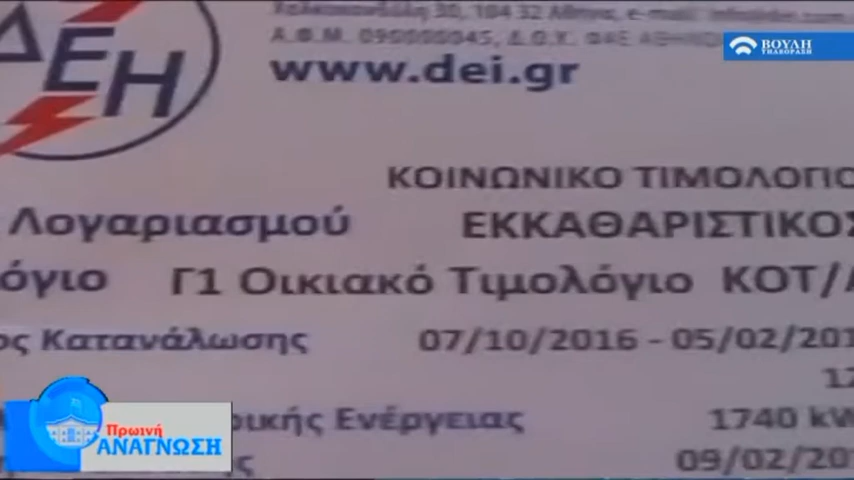 ΔΕΗ
Χαλκοκονδύλη 30, 104 32 Αθήνα, e-mail:
Α.Φ.Μ. 090000045, Δ.Ο.Υ. ΦΑΕ ΑΘΗΝΩΝ
ΒΟΥΛΗ
ΤΗΛΕΟΡΑΣΗ
www.dei.gr
ΚΟΙΝΩΝΙΚΟ ΤΙΜΟΛΟΓΙΟ
Λογαριασμού ΕΚΚΑΘΑΡΙΣΤΙΚΟΣ
όγιο Γ1 Οικιακό Τιμολόγιο ΚΟΤ/Α
ος Κατανάλωσης 07/10/2016 - 05/02/201
12
ρικής Ενέργειας 1740 kW
ς 09/02/201
Πρωινή
ΑΝΑΓΝΩΣΗ